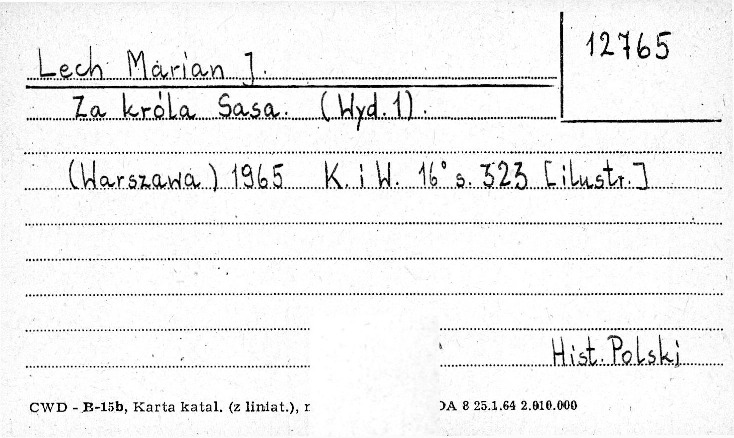 12765
Lech Marian J.
Za króla Sasa. (Wyd. 1).
(Warszawa) 1965 K. i W. 16° s. 323 [ilustr.]
Hist. Polski
CWD - B-15b, Karta katal. (z liniat.), DA 8 25.1.64 2.010.000